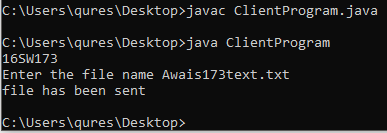 C:\Users\qures\Desktop>javac ClientProgram.java
C:\Users\qures\Desktop>java ClientProgram
16SW173
Enter the file name Awais173text.txt
file has been sent
C:\Users\qures\Desktop>